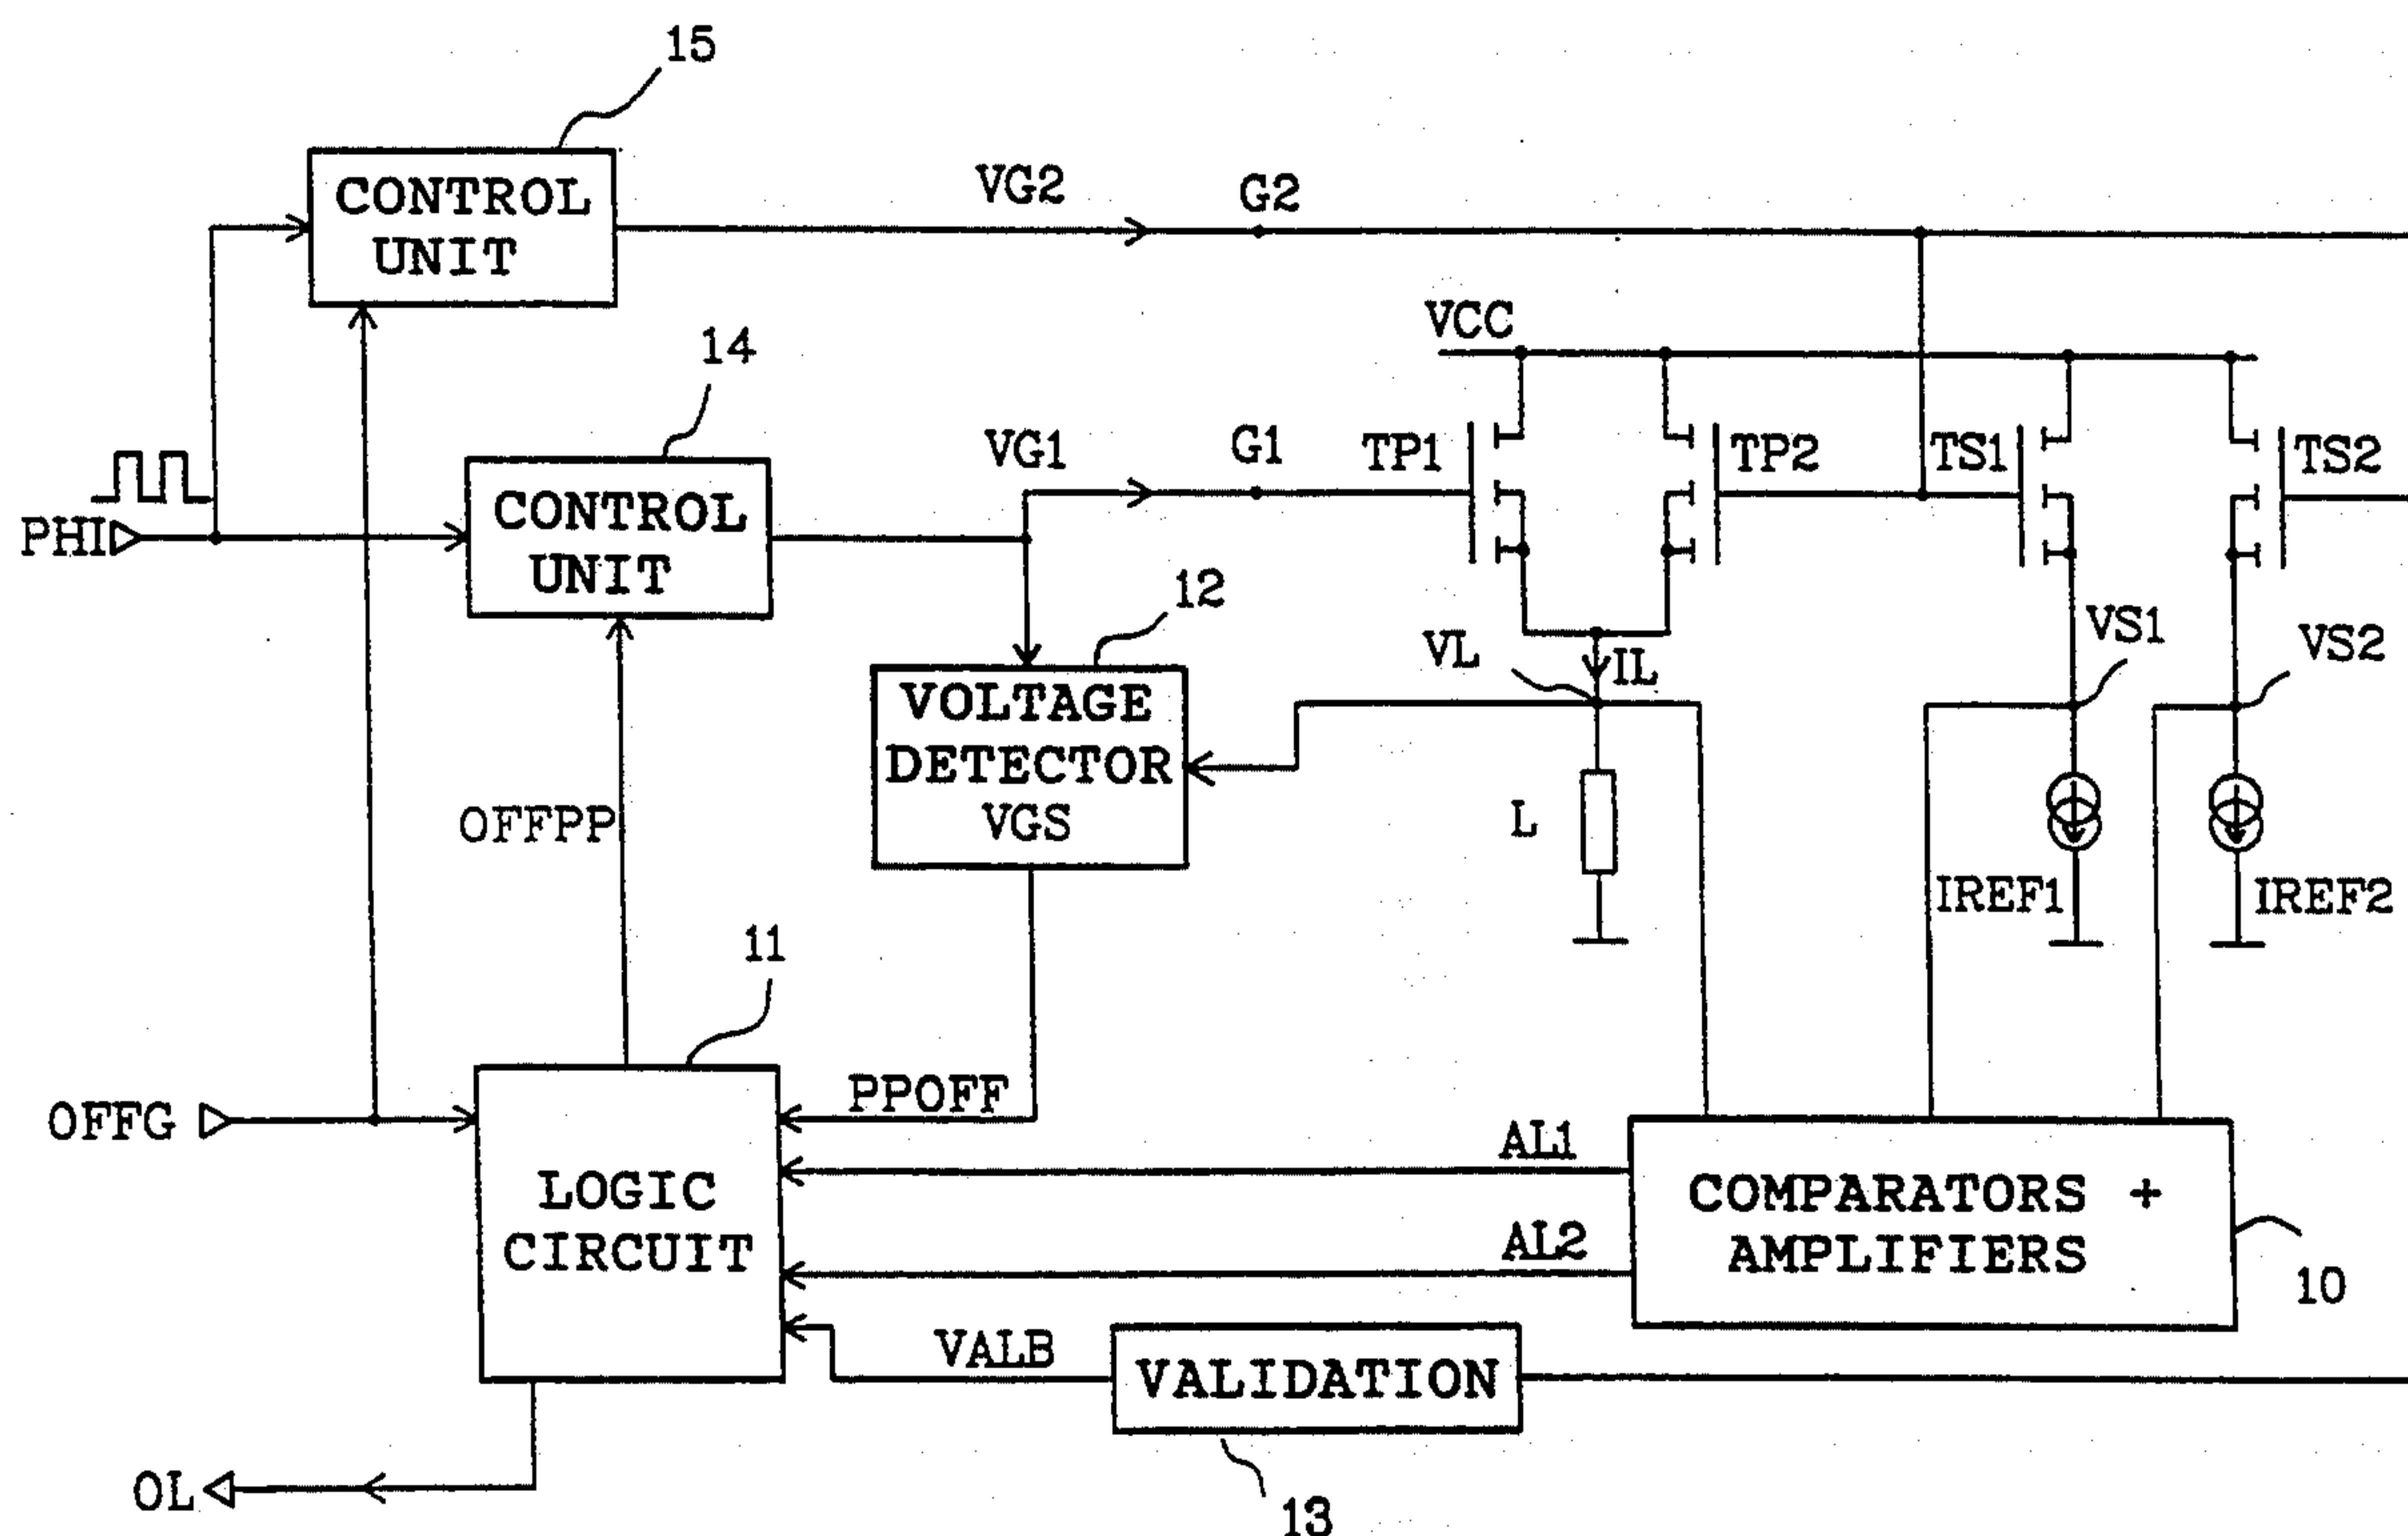 15
CONTROL
UNIT
VG2
G2
VCC
14
CONTROL
UNIT
VG1
G1
TP1
TP2
TS1
TS2
PHI
12
VOLTAGE
DETECTOR
VGS
VL
IL
VS1
VS2
OFFPP
L
IREF1
IREF2
11
OFFG
PPOFF
LOGIC
CIRCUIT
AL1
AL2
COMPARATORS +
AMPLIFIERS
10
VALB
VALIDATION
OL
13